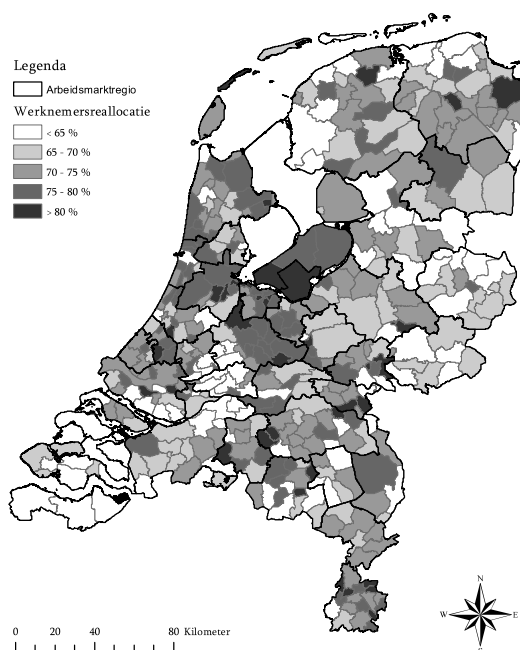 Legenda
Arbeidsmarktregio
Werknemersreallocatie
< 65 %
65 - 70 %
70 - 75 %
75 - 80 %
> 80 %
N
W E
S
0 20 40 80 Kilometer